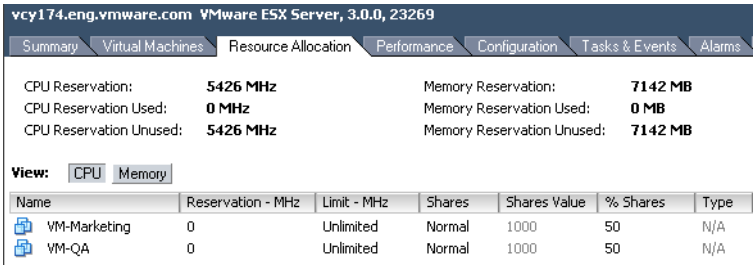 vcy174.eng.vmware.com VMware ESX Server, 3.0.0, 23269
Summary Virtual Machines Resource Allocation Performance Configuration Tasks & Events Alarms
CPU Reservation: 5426 MHz Memory Reservation: 7142 MB
CPU Reservation Used: 0 MHz Memory Reservation Used: 0 MB
CPU Reservation Unused: 5426 MHz Memory Reservation Unused: 7142 MB
View: CPU Memory
Name Reservation - MHz Limit - MHz Shares Shares Value % Shares Type
VM-Marketing 0 Unlimited Normal 1000 50 N/A
VM-QA 0 Unlimited Normal 1000 50 N/A